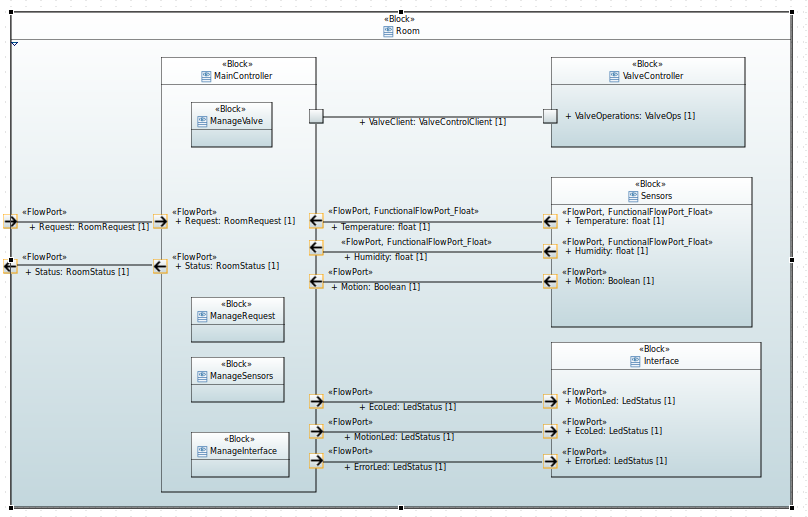 «Block»
Room
«Block»
MainController
«Block»
ManageValve
«Block»
ValveController
+ ValveClient: ValveControlClient [1]
+ ValveOperations: ValveOps [1]
«Block»
Sensors
«FlowPort»
+ Request: RoomRequest [1]
«FlowPort»
+ Request: RoomRequest [1]
«FlowPort, FunctionalFlowPort_Float»
+ Temperature: float [1]
«FlowPort, FunctionalFlowPort_Float»
+ Temperature: float [1]
«FlowPort, FunctionalFlowPort_Float»
+ Humidity: float [1]
«FlowPort, FunctionalFlowPort_Float»
+ Humidity: float [1]
«FlowPort»
+ Status: RoomStatus [1]
«FlowPort»
+ Status: RoomStatus [1]
«FlowPort»
+ Motion: Boolean [1]
«FlowPort»
+ Motion: Boolean [1]
«Block»
ManageRequest
«Block»
ManageSensors
«Block»
Interface
«FlowPort»
+ EcoLed: LedStatus [1]
«FlowPort»
+ MotionLed: LedStatus [1]
«FlowPort»
+ MotionLed: LedStatus [1]
«FlowPort»
+ EcoLed: LedStatus [1]
«Block»
ManageInterface
«FlowPort»
+ ErrorLed: LedStatus [1]
«FlowPort»
+ ErrorLed: LedStatus [1]